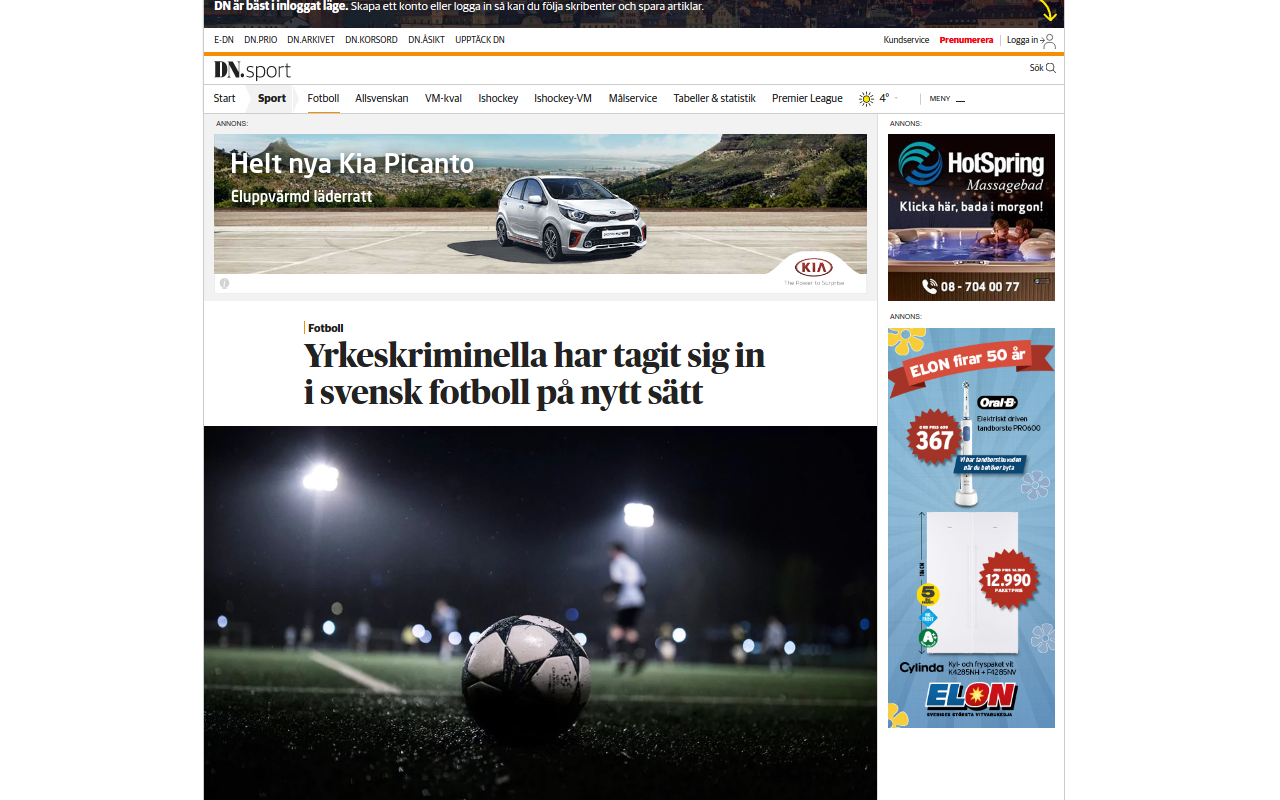 DN är bäst i inloggat läge. Skapa ett konto eller logga in så kan du följa skribenter och spara artiklar.
E-DN DN.PRIO DN.ARKIVET DN.KORSORD DN.ÅSIKT UPPTÄCK DN
Kundservice Prenumerera Logga in
DN.sport
Sök
Start Sport Fotboll Allsvenskan VM-kval Ishockey Ishockey-VM Målservice Tabeller & statistik Premier League 4° MENY
ANNONS:
Helt nya Kia Picanto
Eluppvärmd läderratt
KIA
The Power to Surprise
ANNONS:
HotSpring
Massagebad
Klicka här, bada i morgon!
08 - 704 00 77
Fotboll
Yrkeskriminella har tagit sig in
i svensk fotboll på nytt sätt
ANNONS:
ELON firar 50 år
Oral-B
Elektriskt driven
tandborste PRO600
367
Vi har tandborsthuvuden
när du behöver byta
12.990
PAKETPRIS
5
A+
Cylinda
Kyl- och fryspaket vit
K4285NH + F4285NV
ELON
SVERIGES STÖRSTA VITVARUKEDJA